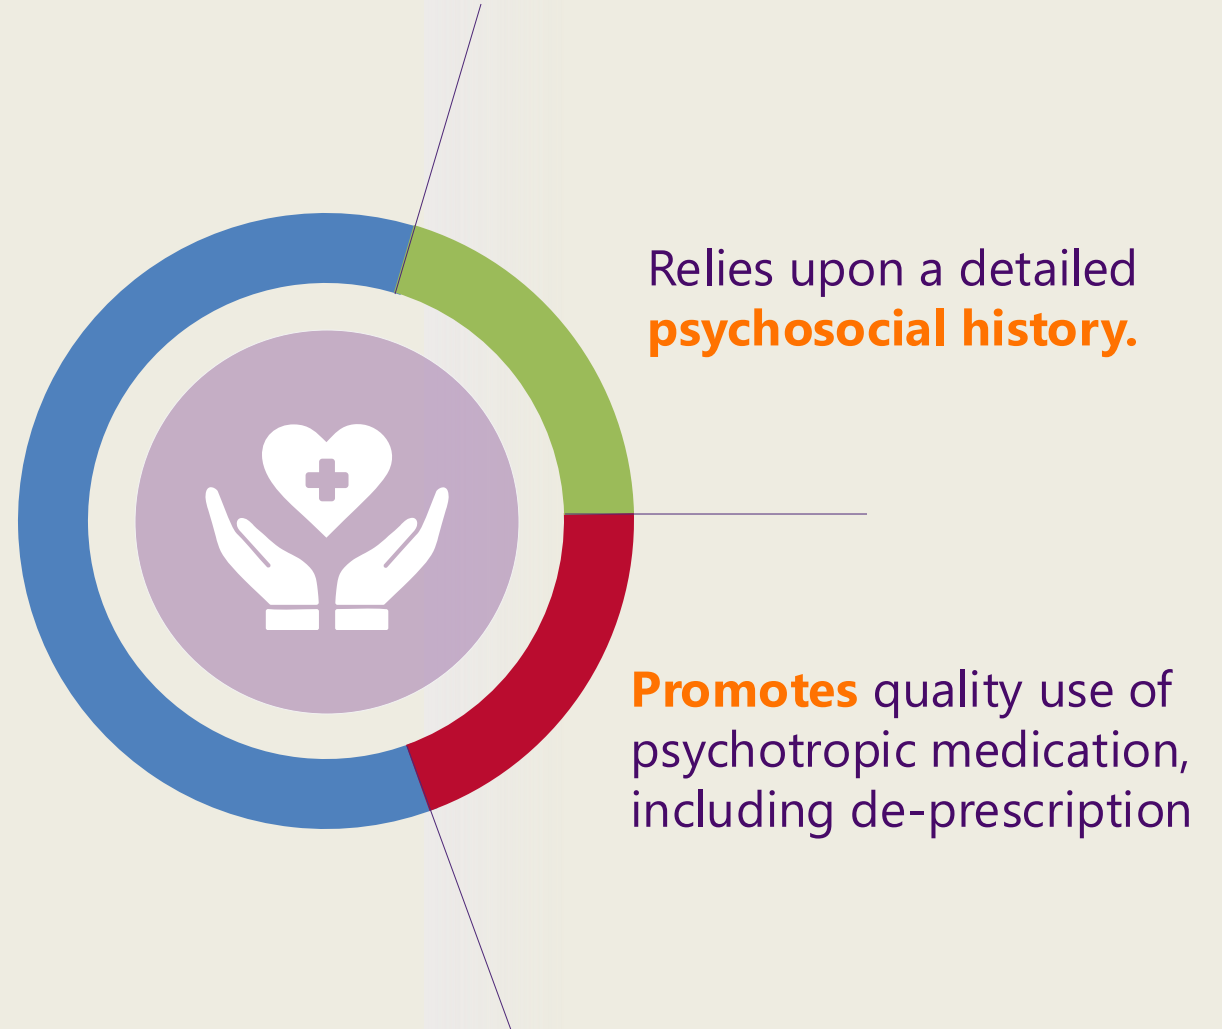 Relies upon a detailed
psychosocial history.
Promotes quality use of
psychotropic medication,
including de-prescription